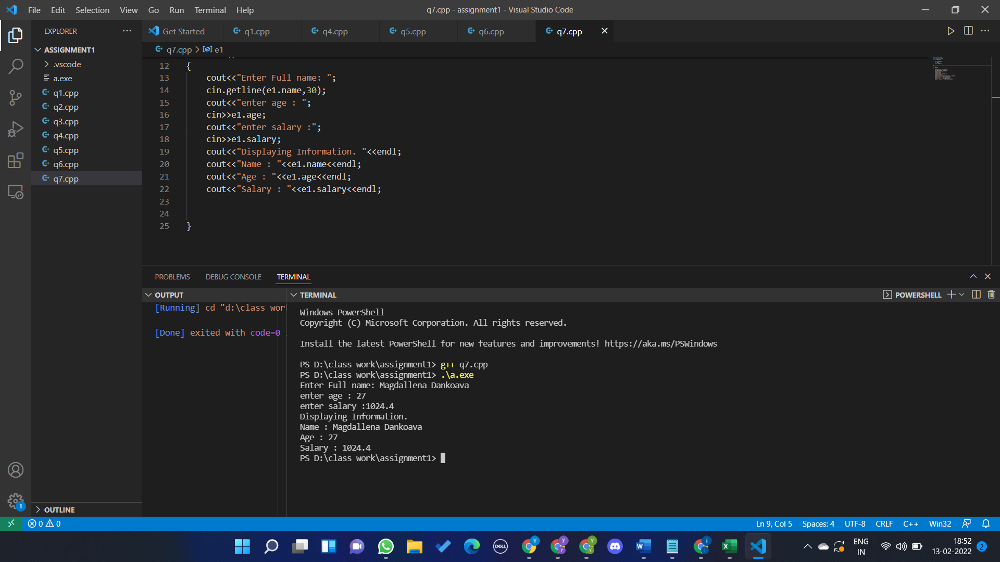 File Edit Selection View Go Run Terminal Help
q7.cpp - assignment1 - Visual Studio Code
EXPLORER
Get Started
q1.cpp
q4.cpp
q5.cpp
q6.cpp
q7.cpp
q7.cpp > e1
ASSIGNMENT1
.vscode
a.exe
q1.cpp
q2.cpp
q3.cpp
q4.cpp
q5.cpp
q6.cpp
q7.cpp
12 {
13 cout<<"Enter Full name: ";
14 cin.getline(e1.name,30);
15 cout<<"enter age : ";
16 cin>>e1.age;
17 cout<<"enter salary :";
18 cin>>e1.salary;
19 cout<<"Displaying Information. "<<endl;
20 cout<<"Name : "<<e1.name<<endl;
21 cout<<"Age : "<<e1.age<<endl;
22 cout<<"Salary : "<<e1.salary<<endl;
23
24
25 }
PROBLEMS DEBUG CONSOLE TERMINAL
OUTPUT
[Running] cd "d:\class wor
[Done] exited with code=0
TERMINAL
POWERSHELL
Windows PowerShell
Copyright (C) Microsoft Corporation. All rights reserved.
Install the latest PowerShell for new features and improvements! https://aka.ms/PSWindows
PS D:\class work\assignment1> g++ q7.cpp
PS D:\class work\assignment1> .\a.exe
Enter Full name: Magdallena Dankoava
enter age : 27
enter salary :1024.4
Displaying Information.
Name : Magdallena Dankoava
Age : 27
Salary : 1024.4
PS D:\class work\assignment1>
1
OUTLINE
0 0
Ln 9, Col 5 Spaces: 4 UTF-8 CRLF C++ Win32
DELL
ENG
IN
18:52
13-02-2022
2